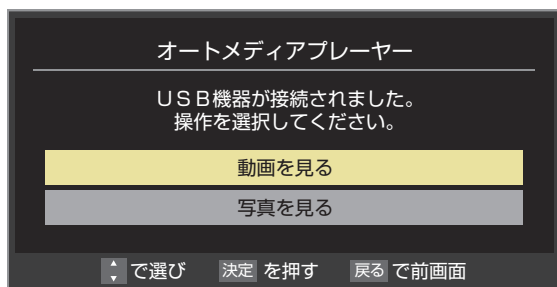 オートメディアプレーヤー
ＵＳＢ機器が接続されました。
操作を選択してください。
動画を見る
写真を見る
で選び 決定 を押す 戻る で前画面